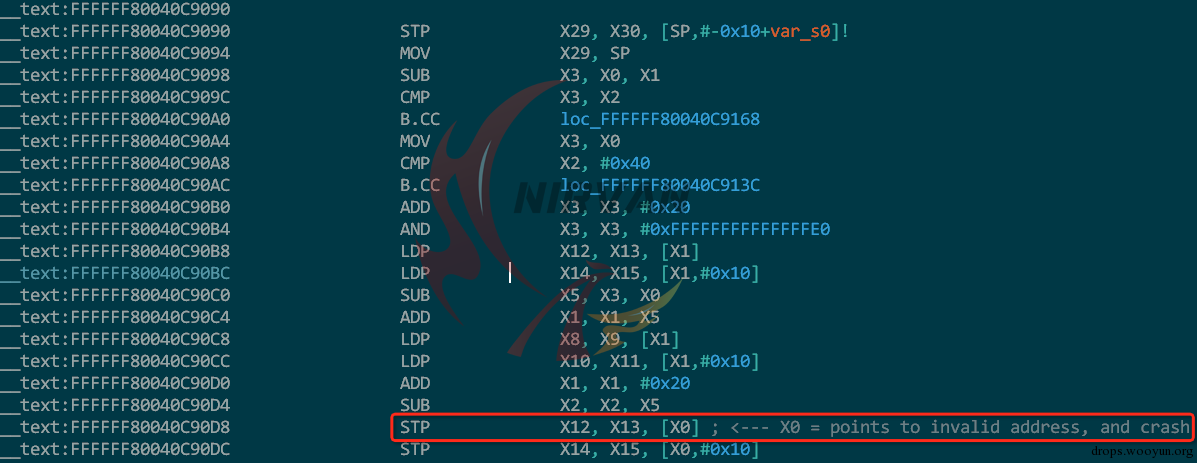 __text:FFFFFF80040C9090
__text:FFFFFF80040C9090 STP X29, X30, [SP,#-0x10+var_s0]!
__text:FFFFFF80040C9094 MOV X29, SP
__text:FFFFFF80040C9098 SUB X3, X0, X1
__text:FFFFFF80040C909C CMP X3, X2
__text:FFFFFF80040C90A0 B.CC loc_FFFFFF80040C9168
__text:FFFFFF80040C90A4 MOV X3, X0
__text:FFFFFF80040C90A8 CMP X2, #0x40
__text:FFFFFF80040C90AC B.CC loc_FFFFFF80040C913C
__text:FFFFFF80040C90B0 ADD X3, X3, #0x20
__text:FFFFFF80040C90B4 AND X3, X3, #0xFFFFFFFFFFFFFFE0
__text:FFFFFF80040C90B8 LDP X12, X13, [X1]
__text:FFFFFF80040C90BC LDP X14, X15, [X1,#0x10]
__text:FFFFFF80040C90C0 SUB X5, X3, X0
__text:FFFFFF80040C90C4 ADD X1, X1, X5
__text:FFFFFF80040C90C8 LDP X8, X9, [X1]
__text:FFFFFF80040C90CC LDP X10, X11, [X1,#0x10]
__text:FFFFFF80040C90D0 ADD X1, X1, #0x20
__text:FFFFFF80040C90D4 SUB X2, X2, X5
__text:FFFFFF80040C90D8 STP X12, X13, [X0] ; <--- X0 = points to invalid address, and crash
__text:FFFFFF80040C90DC STP X14, X15, [X0,#0x10]
drops.wooyun.org